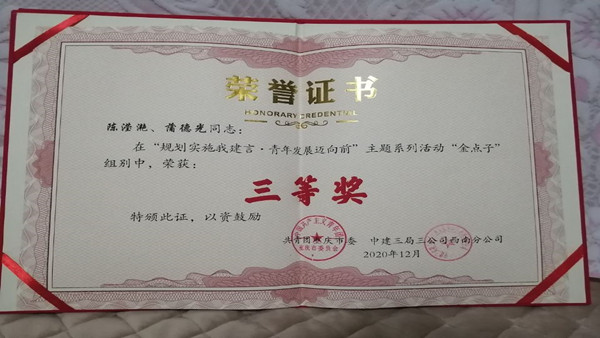 荣誉证书
HONORARY CREDENTIAL
陈滢滟、蒲德光同志：
在“规划实施我建言·青年发展迈向前”主题系列活动“金点子”
组别中，荣获：
三等奖
特颁此证，以资鼓励
共青团重庆市委 中建三局三公司西南分公司
2020年12月